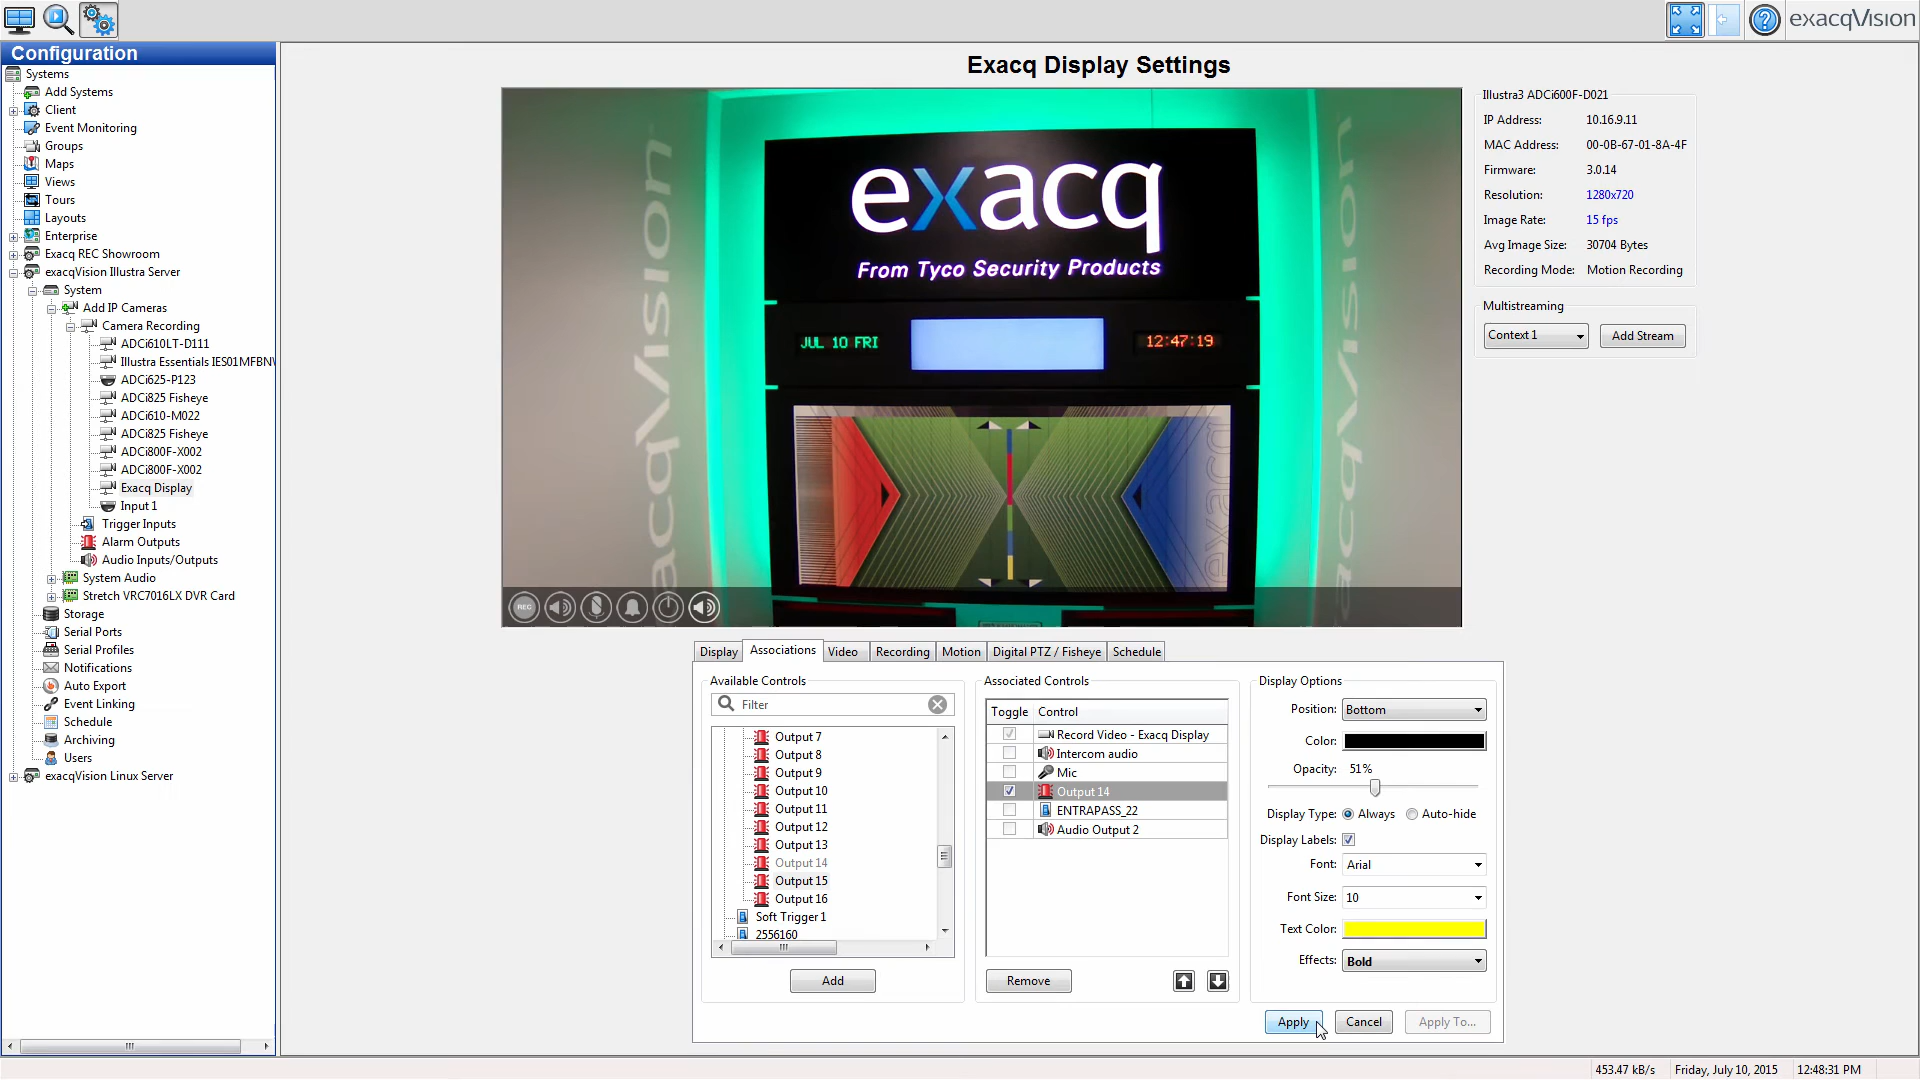 exacqVision
Configuration
Systems
Add Systems
Client
Event Monitoring
Groups
Maps
Views
Tours
Layouts
Enterprise
Exacq REC Showroom
exacqVision Illustra Server
System
Add IP Cameras
Camera Recording
ADCi610LT-D111
Illustra Essentials IES01MFBN
ADCi625-P123
ADCi825 Fisheye
ADCi610-M022
ADCi825 Fisheye
ADCi800F-X002
ADCi800F-X002
Exacq Display
Input 1
Trigger Inputs
Alarm Outputs
Audio Inputs/Outputs
System Audio
Stretch VRC7016LX DVR Card
Storage
Serial Ports
Serial Profiles
Notifications
Auto Export
Event Linking
Schedule
Archiving
Users
exacqVision Linux Server
Exacq Display Settings
exacqVision
exacq
From Tyco Security Products
JUL 10 FRI
12:47:19
exacq
exacqVision
REC
Illustra3 ADCi600F-D021
IP Address: 10.16.9.11
MAC Address: 00-0B-67-01-8A-4F
Firmware: 3.0.14
Resolution: 1280x720
Image Rate: 15 fps
Avg Image Size: 30704 Bytes
Recording Mode: Motion Recording
Multistreaming
Context 1 Add Stream
Display Associations Video Recording Motion Digital PTZ / Fisheye Schedule
Available Controls
Filter
Output 7
Output 8
Output 9
Output 10
Output 11
Output 12
Output 13
Output 14
Output 15
Output 16
Soft Trigger 1
2556160
Add
Associated Controls
Toggle Control
Record Video - Exacq Display
Intercom audio
Mic
Output 14
ENTRAPASS_22
Audio Output 2
Remove
Display Options
Position: Bottom
Color:
Opacity: 51%
Display Type: Always Auto-hide
Display Labels:
Font: Arial
Font Size: 10
Text Color:
Effects: Bold
Apply Cancel Apply To...
453.47 kB/s Friday, July 10, 2015 12:48:31 PM